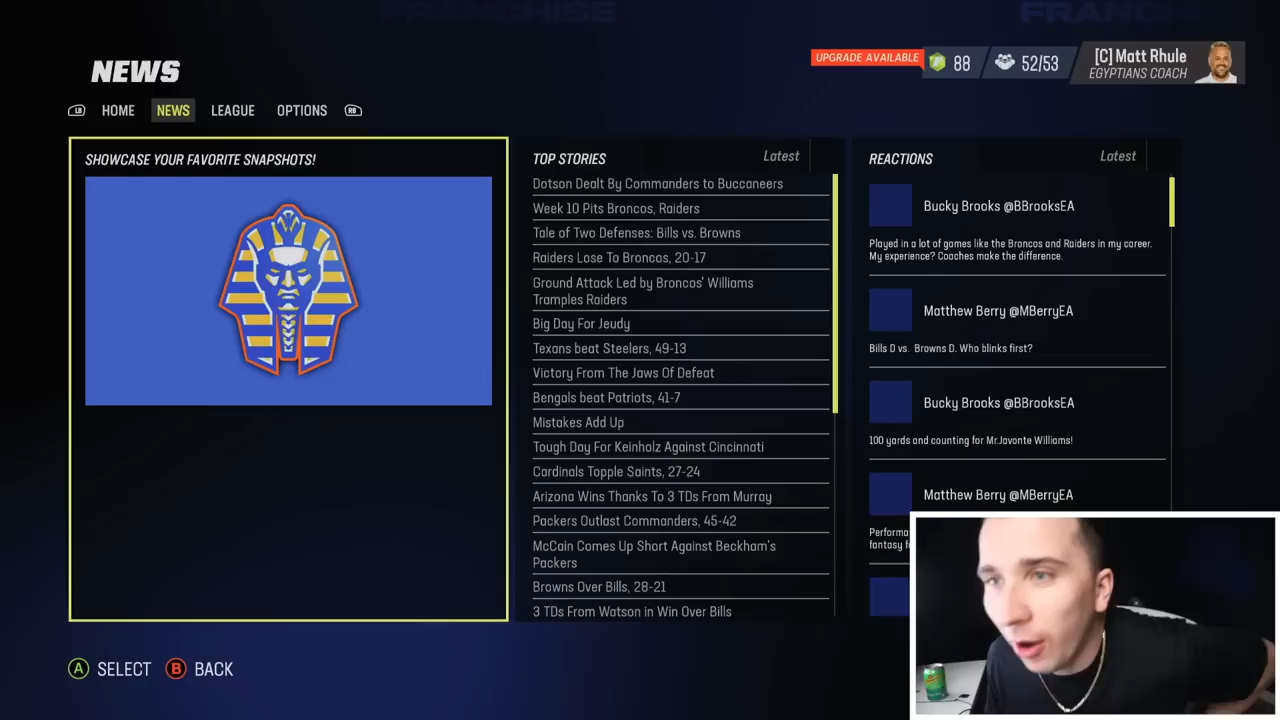 FRANCHISE
FRANCH
NEWS
UPGRADE AVAILABLE
88
52/53
[C] Matt Rhule
EGYPTIANS COACH
LB
HOME
NEWS
LEAGUE
OPTIONS
RB
SHOWCASE YOUR FAVORITE SNAPSHOTS!
TOP STORIES
Latest
Dotson Dealt By Commanders to Buccaneers
Week 10 Pits Broncos, Raiders
Tale of Two Defenses: Bills vs. Browns
Raiders Lose To Broncos, 20-17
Ground Attack Led by Broncos' Williams
Tramples Raiders
Big Day For Jeudy
Texans beat Steelers, 49-13
Victory From The Jaws Of Defeat
Bengals beat Patriots, 41-7
Mistakes Add Up
Tough Day For Keinholz Against Cincinnati
Cardinals Topple Saints, 27-24
Arizona Wins Thanks To 3 TDs From Murray
Packers Outlast Commanders, 45-42
McCain Comes Up Short Against Beckham's
Packers
Browns Over Bills, 28-21
3 TDs From Watson in Win Over Bills
REACTIONS
Latest
Bucky Brooks @BBrooksEA
Played in a lot of games like the Broncos and Raiders in my career.
My experience? Coaches make the difference.
Matthew Berry @MBerryEA
Bills D vs. Browns D. Who blinks first?
Bucky Brooks @BBrooksEA
100 yards and counting for Mr.Javonte Williams!
Matthew Berry @MBerryEA
Performa
fantasy f
A SELECT
B BACK